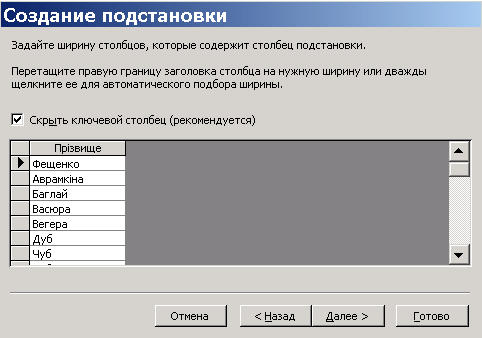 Создание подстановки
Задайте ширину столбцов, которые содержит столбец подстановки.
Перетащите правую границу заголовка столбца на нужную ширину или дважды
щелкните ее для автоматического подбора ширины.
Скрыть ключевой столбец (рекомендуется)
Прізвище
Фещенко
Аврамкіна
Баглай
Васюра
Вегера
Дуб
Чуб
Отмена
< Назад
Далее >
Готово